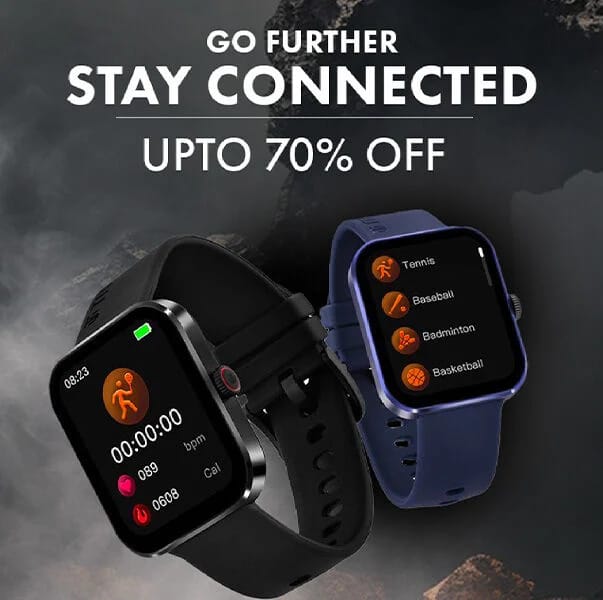 GO FURTHER
STAY CONNECTED
UPTO 70% OFF
Tennis
Baseball
Badminton
Basketball
08:23
00:00:00
089 bpm
0608 Cal